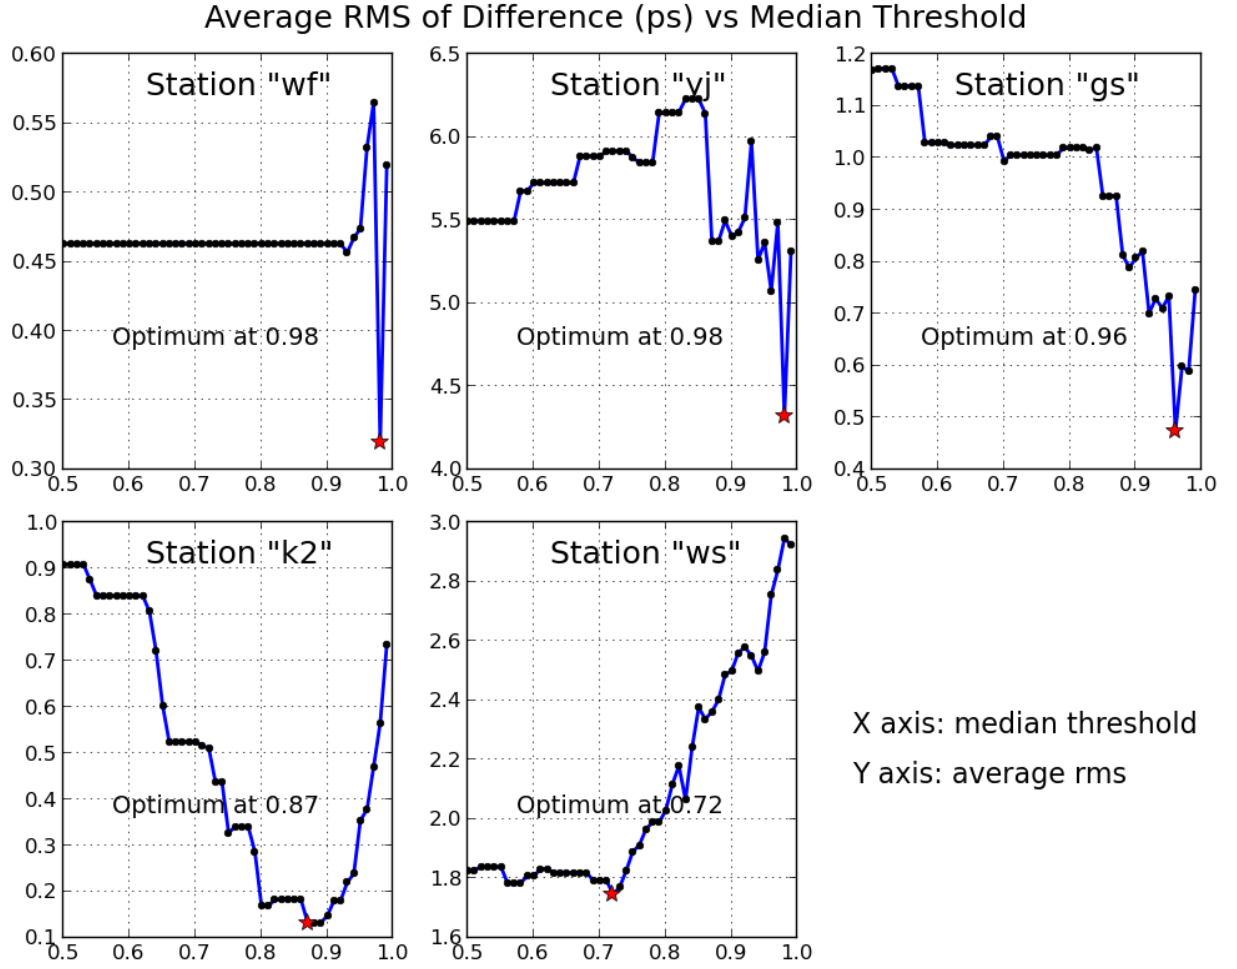 Average RMS of Difference (ps) vs Median Threshold
Station "wf"
0.60
0.55
0.50
0.45
0.40
0.35
0.30
Optimum at 0.98
0.5 0.6 0.7 0.8 0.9 1.0
Station "vj"
6.5
6.0
5.5
5.0
4.5
4.0
Optimum at 0.98
0.5 0.6 0.7 0.8 0.9 1.0
Station "gs"
1.2
1.1
1.0
0.9
0.8
0.7
0.6
0.5
0.4
Optimum at 0.96
0.5 0.6 0.7 0.8 0.9 1.0
Station "k2"
1.0
0.9
0.8
0.7
0.6
0.5
0.4
0.3
0.2
0.1
Optimum at 0.87
0.5 0.6 0.7 0.8 0.9 1.0
Station "ws"
3.0
2.8
2.6
2.4
2.2
2.0
1.8
1.6
Optimum at 0.72
0.5 0.6 0.7 0.8 0.9 1.0
X axis: median threshold
Y axis: average rms